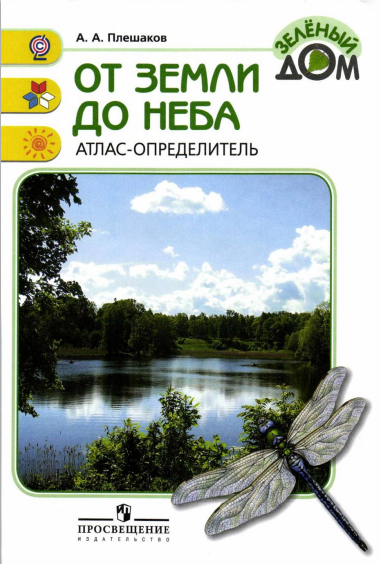 А. А. Плешаков
ЗЕЛЁНЫЙ
ДОМ
ОТ ЗЕМЛИ
ДО НЕБА
АТЛАС-ОПРЕДЕЛИТЕЛЬ
ПРОСВЕЩЕНИЕ
ИЗДАТЕЛЬСТВО